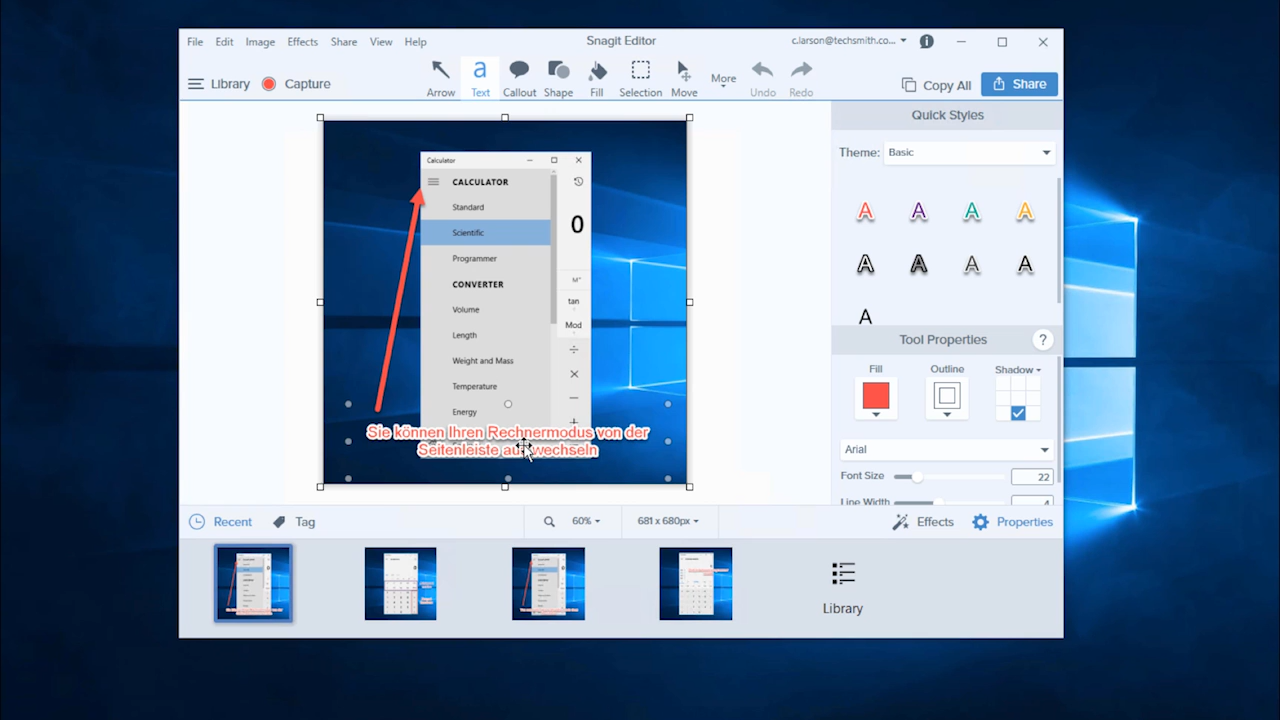 File Edit Image Effects Share View Help
Snagit Editor
c.larson@techsmith.co...
Library
Capture
Arrow
a
Text
Callout
Shape
Fill
Selection
Move
More
Undo
Redo
Copy All
Share
Calculator
CALCULATOR
Standard
Scientific
Programmer
CONVERTER
Volume
Length
Weight and Mass
Temperature
Energy
0
tan
Mod
÷
×
−
+
Sie können Ihren Rechnermodus von der
Seitenleiste wechseln
Quick Styles
Theme: Basic
A A A A
A A A A
A
Tool Properties
?
Fill
Outline
Shadow
Arial
Font Size 22
Line Width 4
Recent
Tag
60%
681 x 680px
Effects
Properties
Library